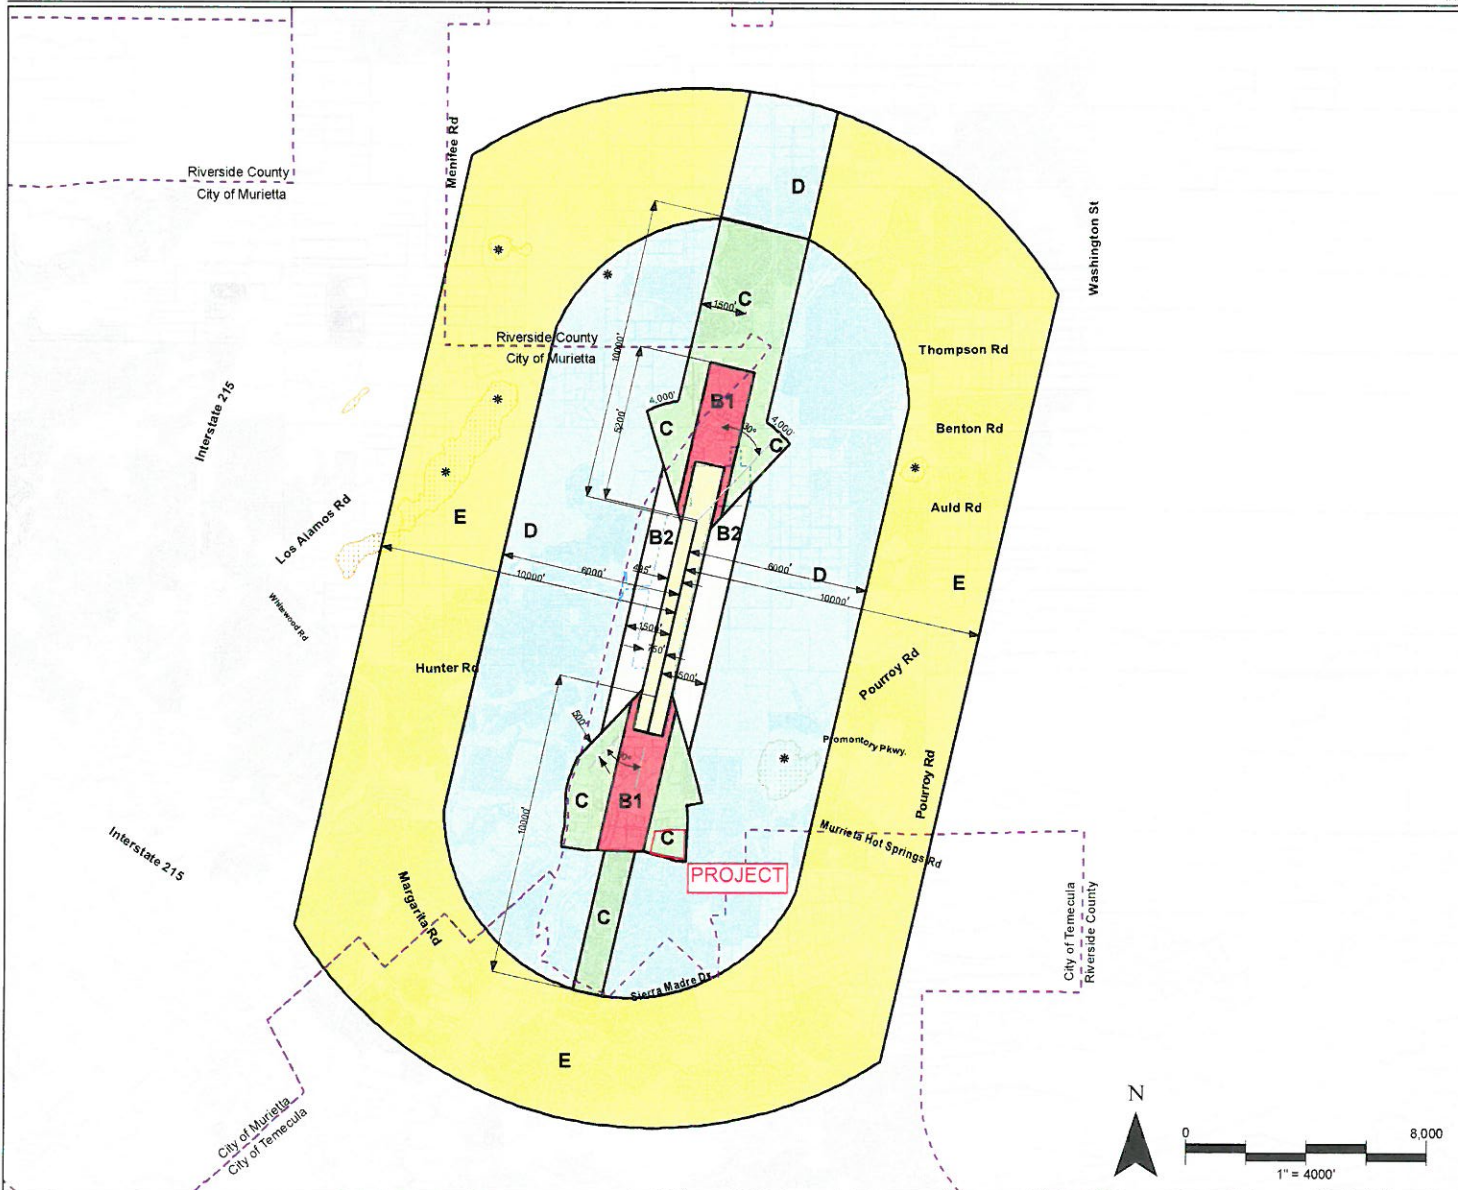 Riverside County
City of Murietta
Menifee Rd
D
Washington St
C
1500'
10000'
Riverside County
City of Murietta
Thompson Rd
Interstate 215
5200'
4,000'
B1
C
30°
4,000'
C
Benton Rd
E
D
Auld Rd
Los Alamos Rd
B2
B2
6000'
10000'
6000'
D
10000'
E
Whitewood Rd
1500'
750'
1500'
Hunter Rd
Pourroy Rd
500'
Promontory Pkwy.
Pourroy Rd
10000'
C
B1
C
Murrieta Hot Springs Rd
Interstate 215
PROJECT
Margarita Rd
C
City of Temecula
Riverside County
Sierra Madre Dr.
E
City of Murietta
City of Temecula
N
0
8,000
1" = 4000'